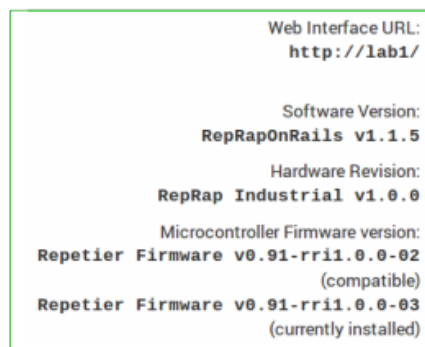 Web Interface URL:
http://lab1/
Software Version:
RepRapOnRails v1.1.5
Hardware Revision:
RepRap Industrial v1.0.0
Microcontroller Firmware version:
Repetier Firmware v0.91-rri1.0.0-02
(compatible)
Repetier Firmware v0.91-rri1.0.0-03
(currently installed)